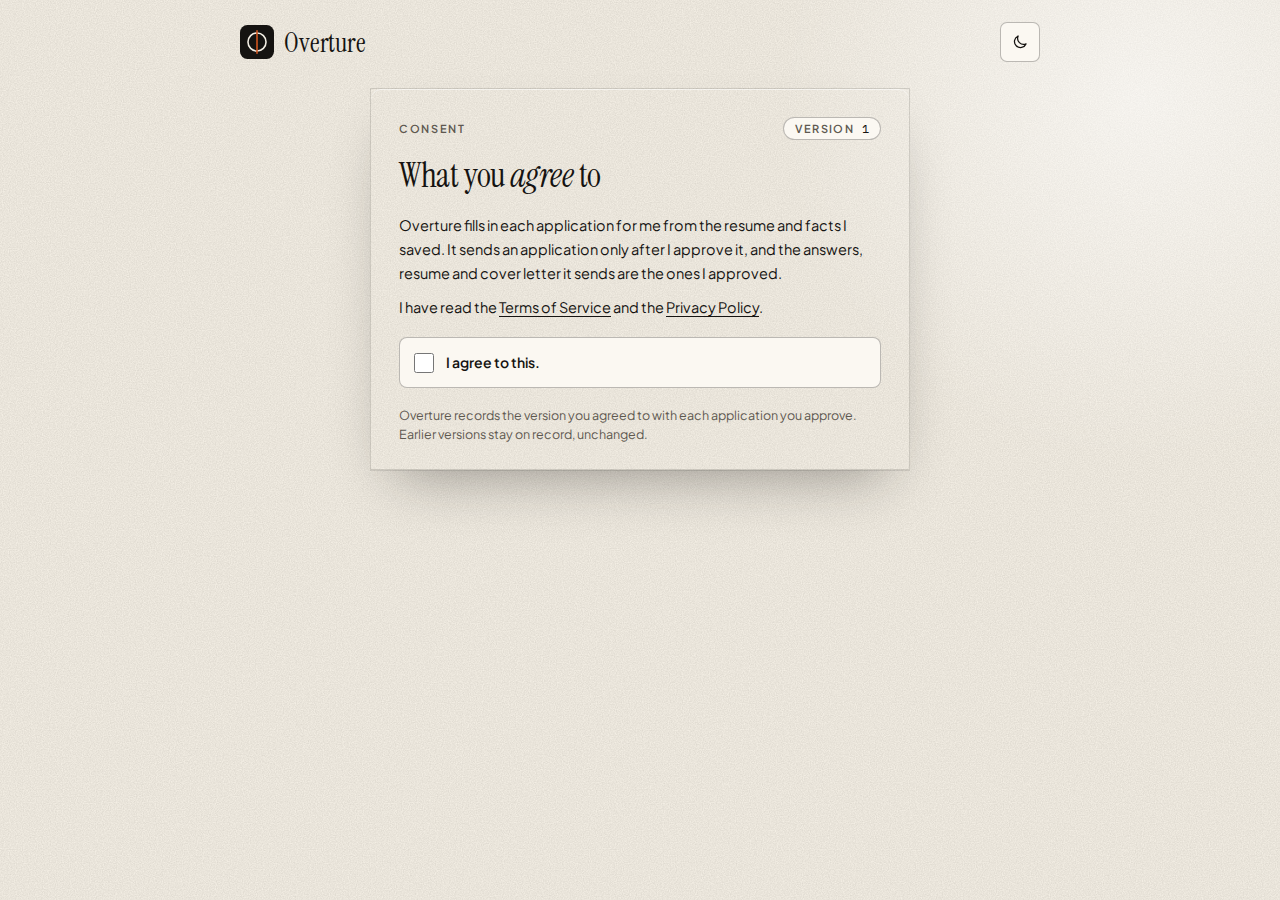 Overture
CONSENT
VERSION 1
What you agree to
Overture fills in each application for me from the resume and facts I
saved. It sends an application only after I approve it, and the answers,
resume and cover letter it sends are the ones I approved.
I have read the Terms of Service and the Privacy Policy.
I agree to this.
Overture records the version you agreed to with each application you approve.
Earlier versions stay on record, unchanged.